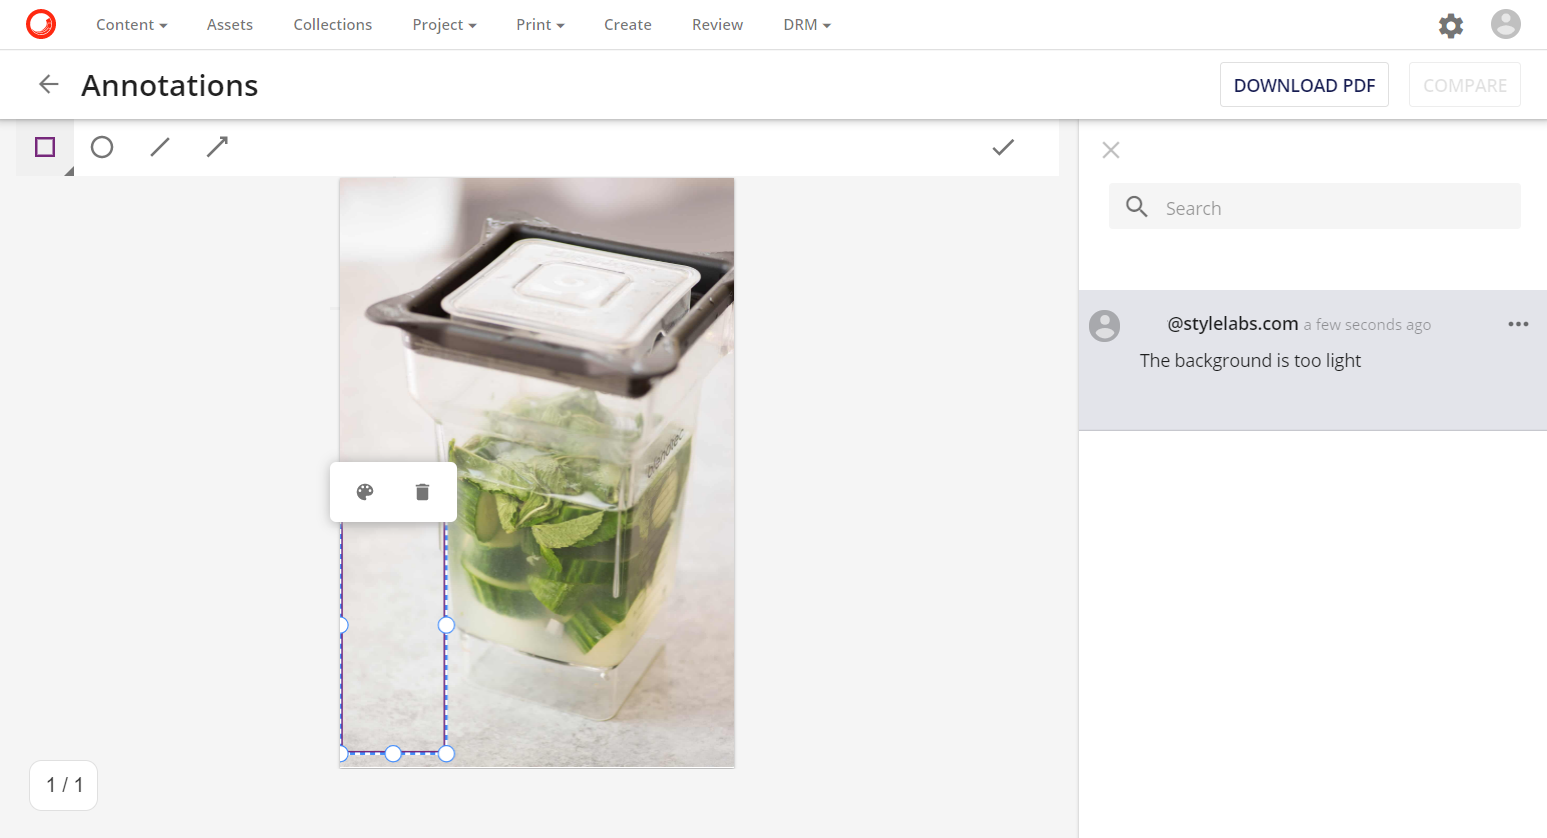 Content Assets Collections Project Print Create Review DRM
Annotations
DOWNLOAD PDF COMPARE
Search
@stylelabs.com a few seconds ago
The background is too light
1 / 1